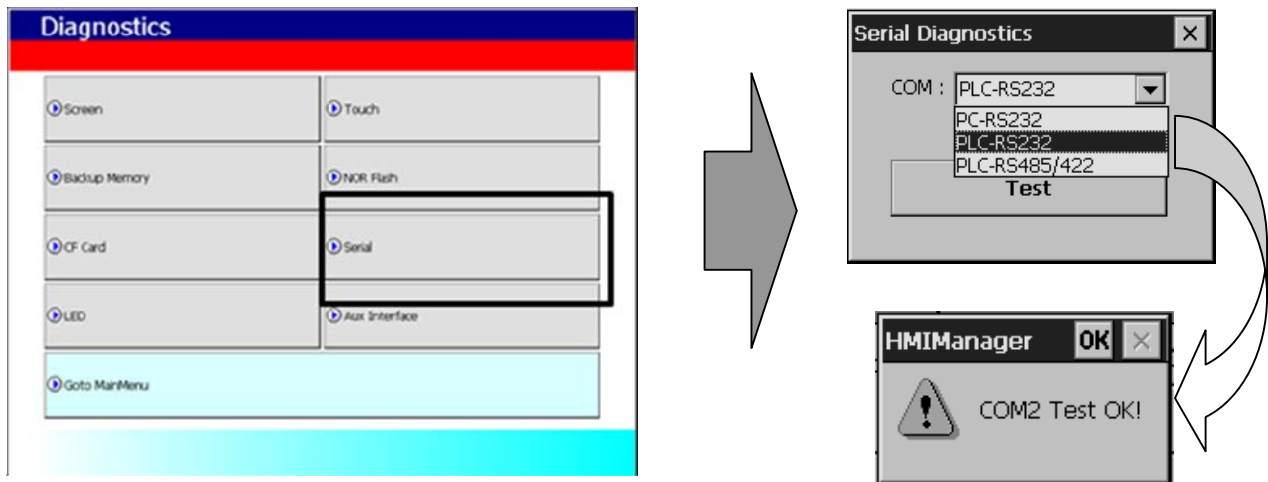 Diagnostics
Screen
Touch
Backup Memory
NOR Flash
CF Card
Serial
LED
Aux Interface
Goto MainMenu
Serial Diagnostics
COM : PLC-RS232
PC-RS232
PLC-RS232
PLC-RS485/422
Test
HMIManager OK
COM2 Test OK!